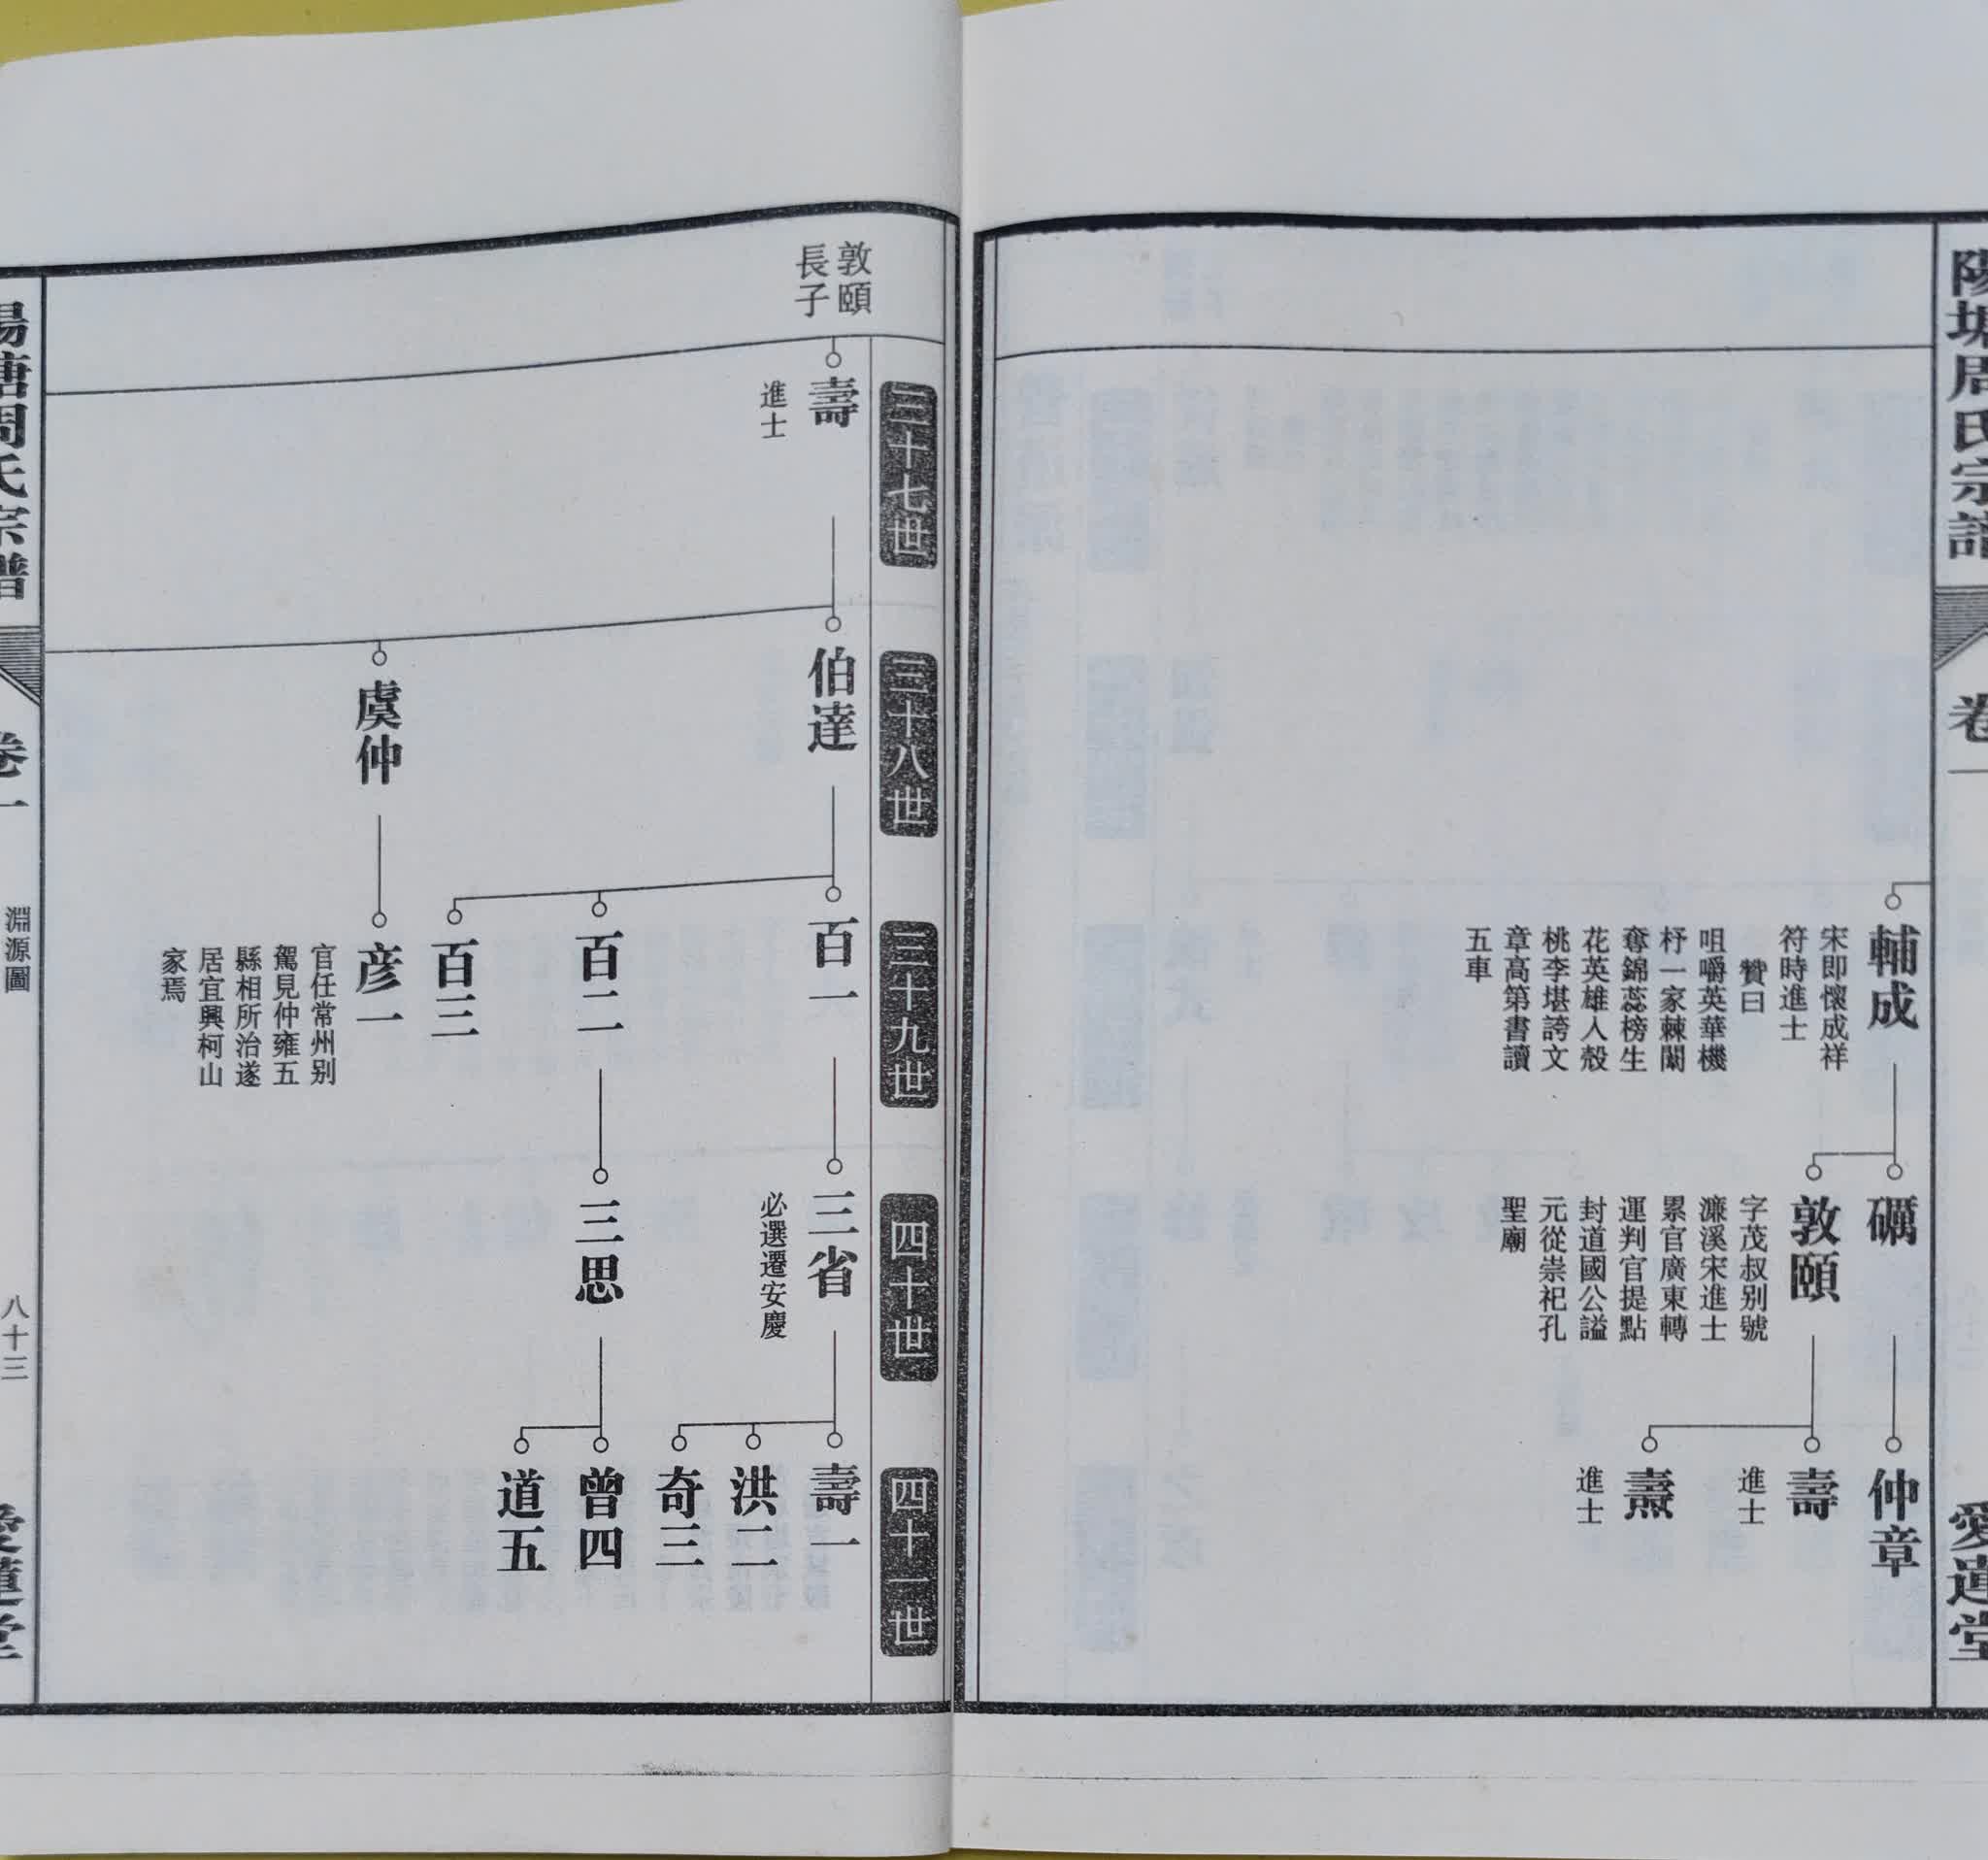 陽塘周氏宗譜
卷一
愛蓮堂
輔成
宋即懷成祥
符時進士
贊曰
咀嚼英華機
杼一家棘闈
奪錦蕊榜生
花英雄人殻
桃李堪誇文
章高第書讀
五車
礪
敦頤
字茂叔别號
濂溪宋進士
累官廣東轉
運判官提點
封道國公謚
元從崇祀孔
聖廟
仲章
壽
進士
燾
進士
三十七世
三十八世
三十九世
四十世
四十一世
敦頤
長子
壽
進士
伯達
虞仲
百一
百二
百三
彦一
官任常州别
駕見仲雍五
縣相所治遂
居宜興柯山
家焉
三省
必選遷安慶
三思
壽一
洪二
奇三
曾四
道五
陽塘周氏宗譜
卷一
淵源圖
八十三
愛蓮堂